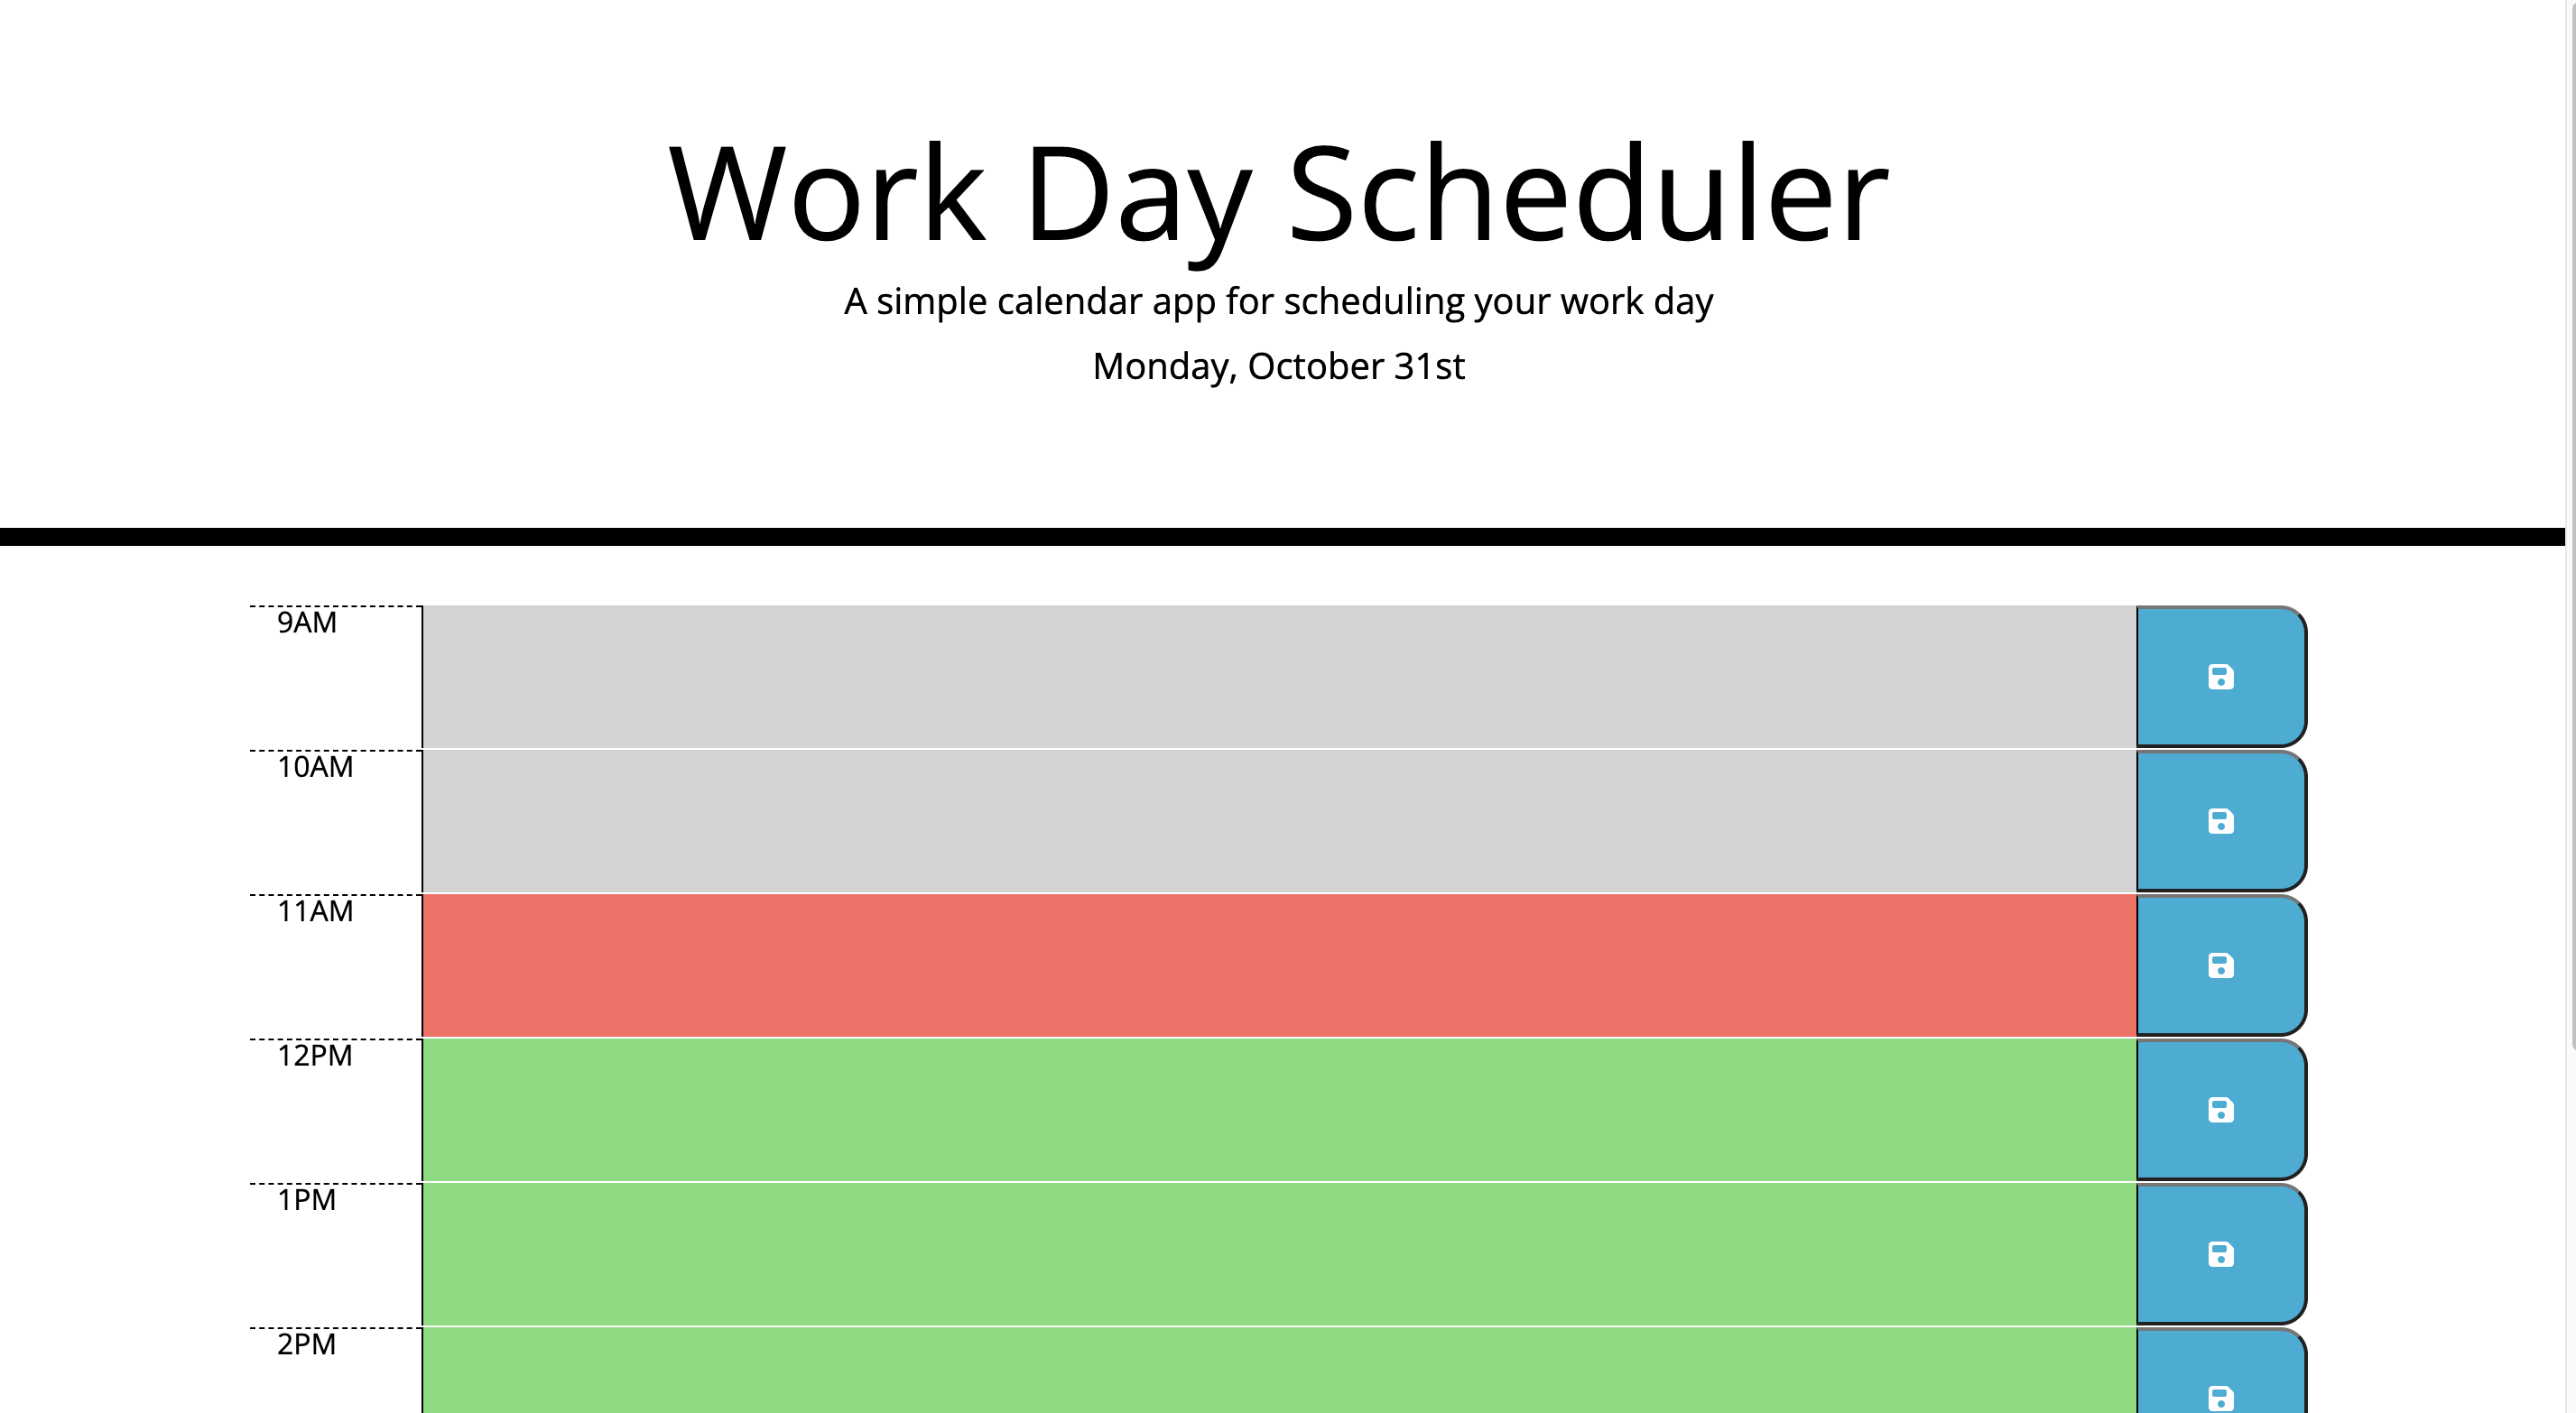 Work Day Scheduler
A simple calendar app for scheduling your work day
Monday, October 31st
9AM
10AM
11AM
12PM
1PM
2PM